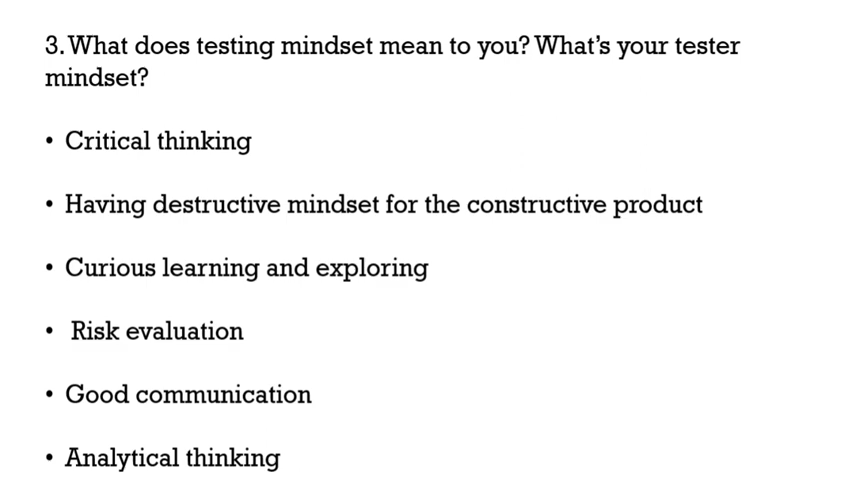 3. What does testing mindset mean to you? What's your tester
mindset?
• Critical thinking
• Having destructive mindset for the constructive product
• Curious learning and exploring
• Risk evaluation
• Good communication
• Analytical thinking